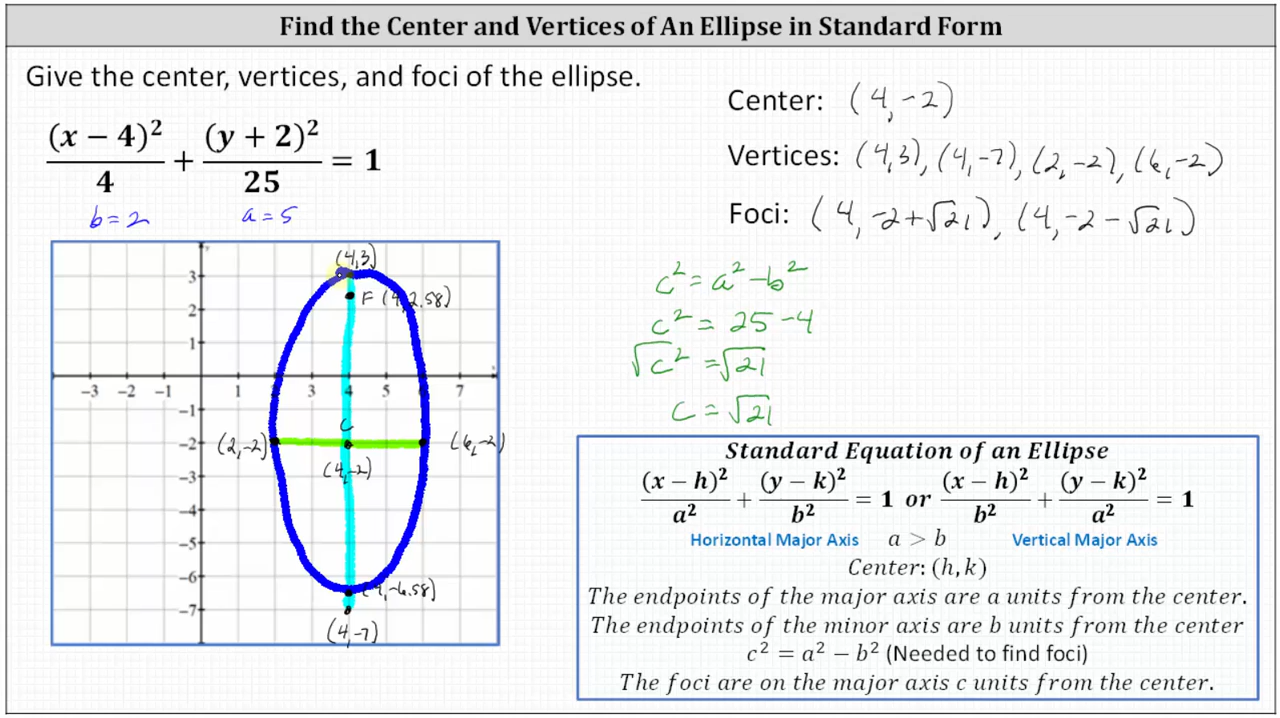 Find the Center and Vertices of An Ellipse in Standard Form
Give the center, vertices, and foci of the ellipse.
(x − 4)²/4 + (y + 2)²/25 = 1
b = 2 a = 5
Center: (4, -2)
Vertices: (4,3), (4,-7), (2,-2), (6,-2)
Foci: (4, -2+√21), (4, -2-√21)
c² = a² - b²
c² = 25 - 4
√c² = √21
c = √21
y
(4,3)
3
F (4,2.58)
2
1
−3 −2 −1 1 3 4 5 7
−1
C
(2,-2) −2 (6,-2)
(4,-2)
−3
−4
−5
−6
(4,-6.58)
−7
(4,-7)
Standard Equation of an Ellipse
(x − h)²/a² + (y − k)²/b² = 1 or (x − h)²/b² + (y − k)²/a² = 1
Horizontal Major Axis a > b Vertical Major Axis
Center: (h, k)
The endpoints of the major axis are a units from the center.
The endpoints of the minor axis are b units from the center
c² = a² − b² (Needed to find foci)
The foci are on the major axis c units from the center.